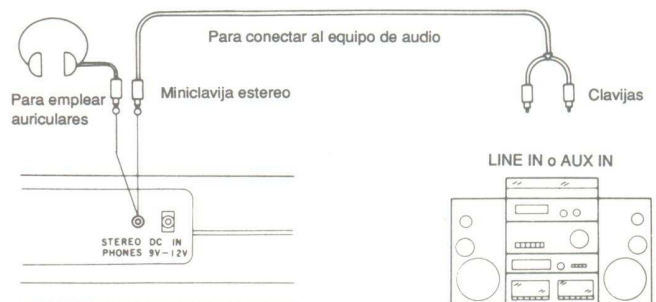 Para conectar al equipo de audio
Para emplear
auriculares
Miniclavija estereo
Clavijas
LINE IN o AUX IN
STEREO DC IN
PHONES 9V-12V